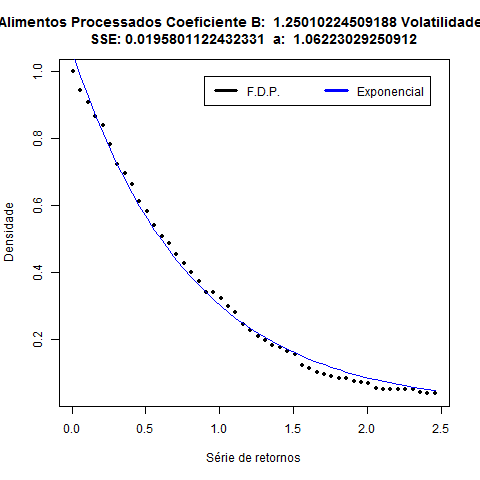 Alimentos Processados Coeficiente B:  1.25010224509188 Volatilidade
SSE: 0.0195801122432331  a:  1.06223029250912
F.D.P.
Exponencial
1.0
0.8
0.6
0.4
0.2
Densidade
0.0
0.5
1.0
1.5
2.0
2.5
Série de retornos